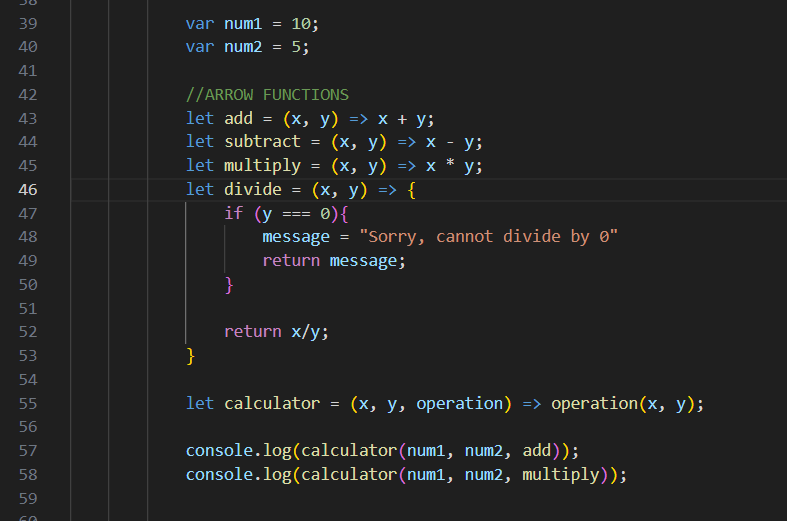 38
39 var num1 = 10;
40 var num2 = 5;
41
42 //ARROW FUNCTIONS
43 let add = (x, y) => x + y;
44 let subtract = (x, y) => x - y;
45 let multiply = (x, y) => x * y;
46 let divide = (x, y) => {
47 if (y === 0){
48 message = "Sorry, cannot divide by 0"
49 return message;
50 }
51
52 return x/y;
53 }
54
55 let calculator = (x, y, operation) => operation(x, y);
56
57 console.log(calculator(num1, num2, add));
58 console.log(calculator(num1, num2, multiply));
59
60